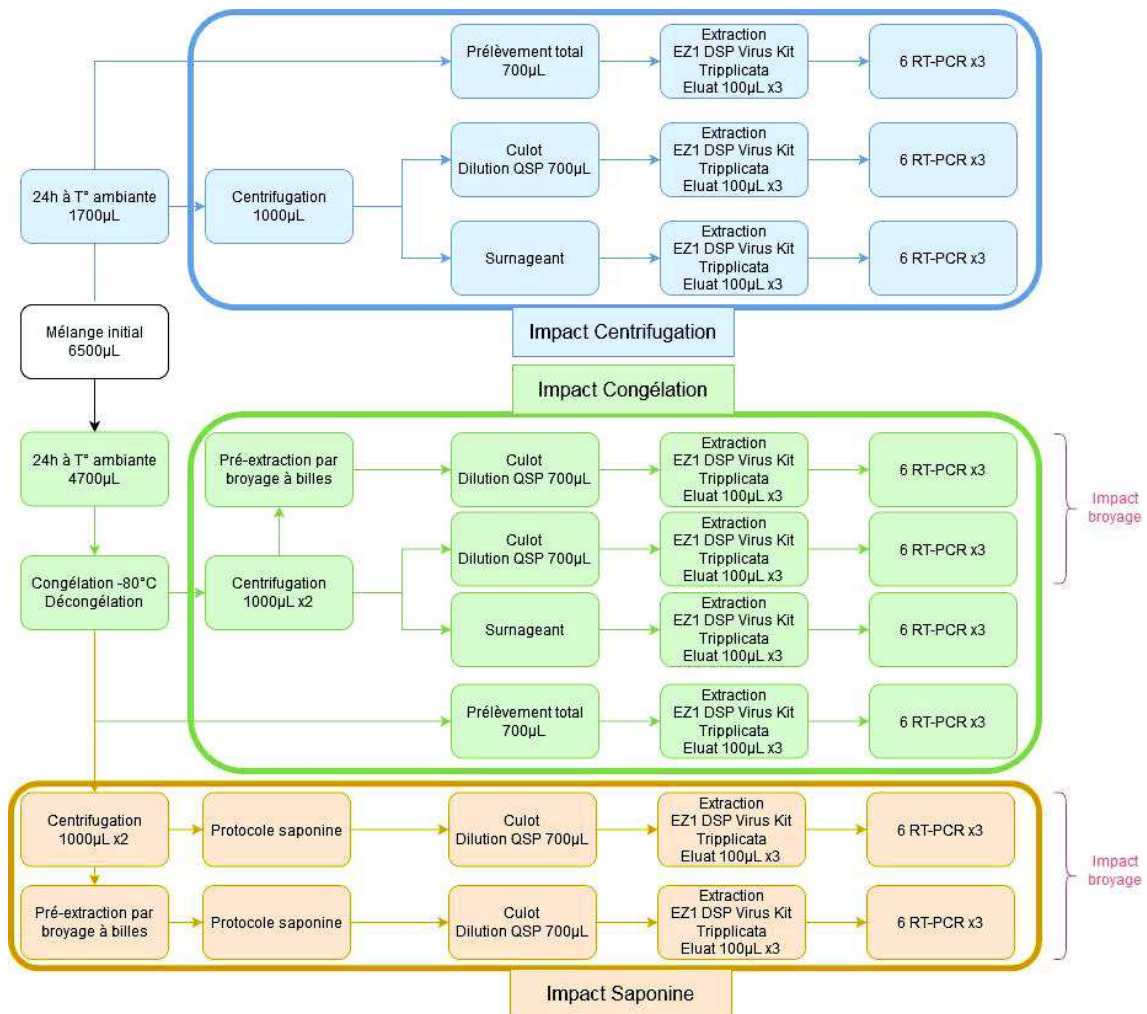 Prélèvement total
700µL
Extraction
EZ1 DSP Virus Kit
Tripplicata
Eluat 100µL x3
6 RT-PCR x3
24h à T° ambiante
1700µL
Centrifugation
1000µL
Culot
Dilution QSP 700µL
Extraction
EZ1 DSP Virus Kit
Tripplicata
Eluat 100µL x3
6 RT-PCR x3
Surnageant
Extraction
EZ1 DSP Virus Kit
Tripplicata
Eluat 100µL x3
6 RT-PCR x3
Mélange initial
6500µL
Impact Centrifugation
Impact Congélation
24h à T° ambiante
4700µL
Pré-extraction par
broyage à billes
Culot
Dilution QSP 700µL
Extraction
EZ1 DSP Virus Kit
Tripplicata
Eluat 100µL x3
6 RT-PCR x3
Impact
broyage
Congélation -80°C
Décongélation
Centrifugation
1000µL x2
Culot
Dilution QSP 700µL
Extraction
EZ1 DSP Virus Kit
Tripplicata
Eluat 100µL x3
6 RT-PCR x3
Surnageant
Extraction
EZ1 DSP Virus Kit
Tripplicata
Eluat 100µL x3
6 RT-PCR x3
Prélèvement total
700µL
Extraction
EZ1 DSP Virus Kit
Tripplicata
Eluat 100µL x3
6 RT-PCR x3
Centrifugation
1000µL x2
Protocole saponine
Culot
Dilution QSP 700µL
Extraction
EZ1 DSP Virus Kit
Tripplicata
Eluat 100µL x3
6 RT-PCR x3
Impact
broyage
Pré-extraction par
broyage à billes
Protocole saponine
Culot
Dilution QSP 700µL
Extraction
EZ1 DSP Virus Kit
Tripplicata
Eluat 100µL x3
6 RT-PCR x3
Impact Saponine